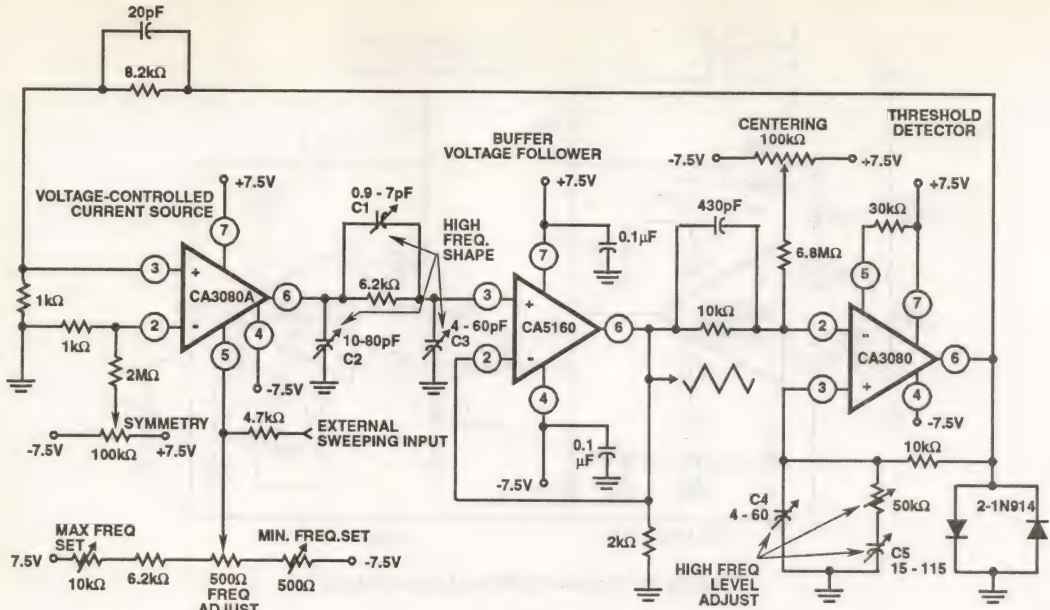 20pF
8.2kΩ
VOLTAGE-CONTROLLED
CURRENT SOURCE
+7.5V
7
3
+
CA3080A
6
2
-
4
5
-7.5V
1kΩ
1kΩ
2MΩ
SYMMETRY
-7.5V
+7.5V
100kΩ
4.7kΩ
EXTERNAL
SWEEPING INPUT
0.9 - 7pF
C1
6.2kΩ
HIGH
FREQ.
SHAPE
10-80pF
C2
4 - 60pF
C3
BUFFER
VOLTAGE FOLLOWER
+7.5V
0.1µF
7
3
+
CA5160
6
2
-
4
0.1
µF
-7.5V
2kΩ
430pF
10kΩ
CENTERING
100kΩ
-7.5V
+7.5V
6.8MΩ
THRESHOLD
DETECTOR
+7.5V
30kΩ
5
7
2
-
CA3080
6
3
+
4
-7.5V
10kΩ
C4
4 - 60
50kΩ
C5
15 - 115
2-1N914
HIGH FREQ
LEVEL
ADJUST
MAX FREQ
SET
7.5V
10kΩ
6.2kΩ
500Ω
FREQ
ADJUST
MIN. FREQ.SET
500Ω
-7.5V